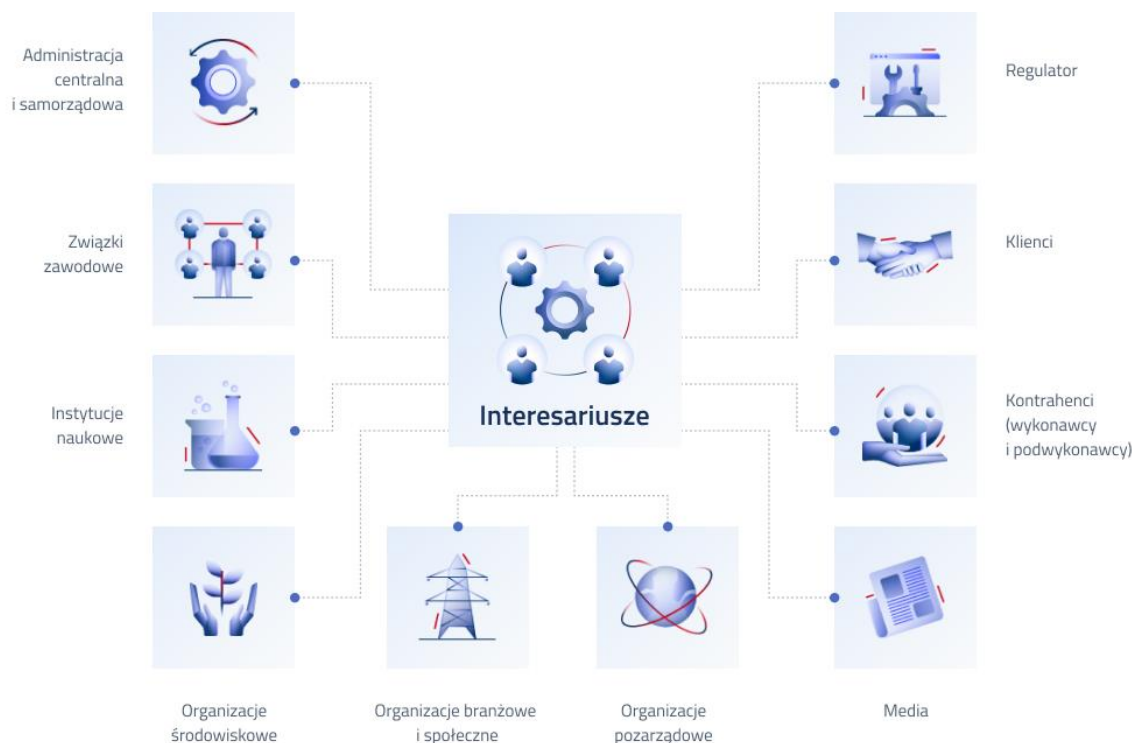 Administracja
centralna
i samorządowa
Regulator
Związki
zawodowe
Klienci
Interesariusze
Instytucje
naukowe
Kontrahenci
(wykonawcy
i podwykonawcy)
Organizacje
środowiskowe
Organizacje branżowe
i społeczne
Organizacje
pozarządowe
Media